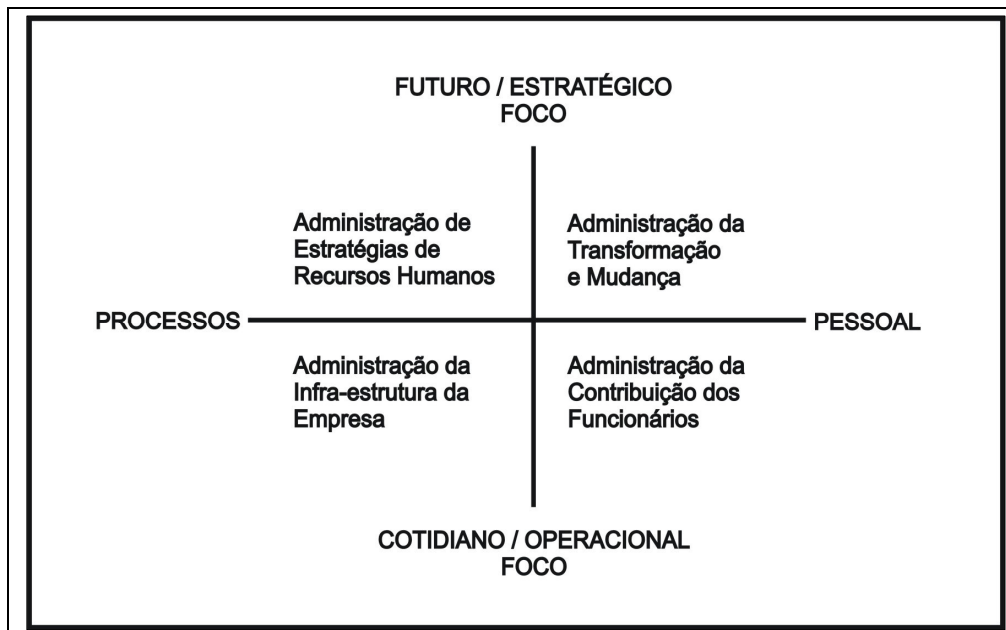 FUTURO / ESTRATÉGICO
FOCO
Administração de
Estratégias de
Recursos Humanos
Administração da
Transformação
e Mudança
PROCESSOS
PESSOAL
Administração da
Infra-estrutura da
Empresa
Administração da
Contribuição dos
Funcionários
COTIDIANO / OPERACIONAL
FOCO